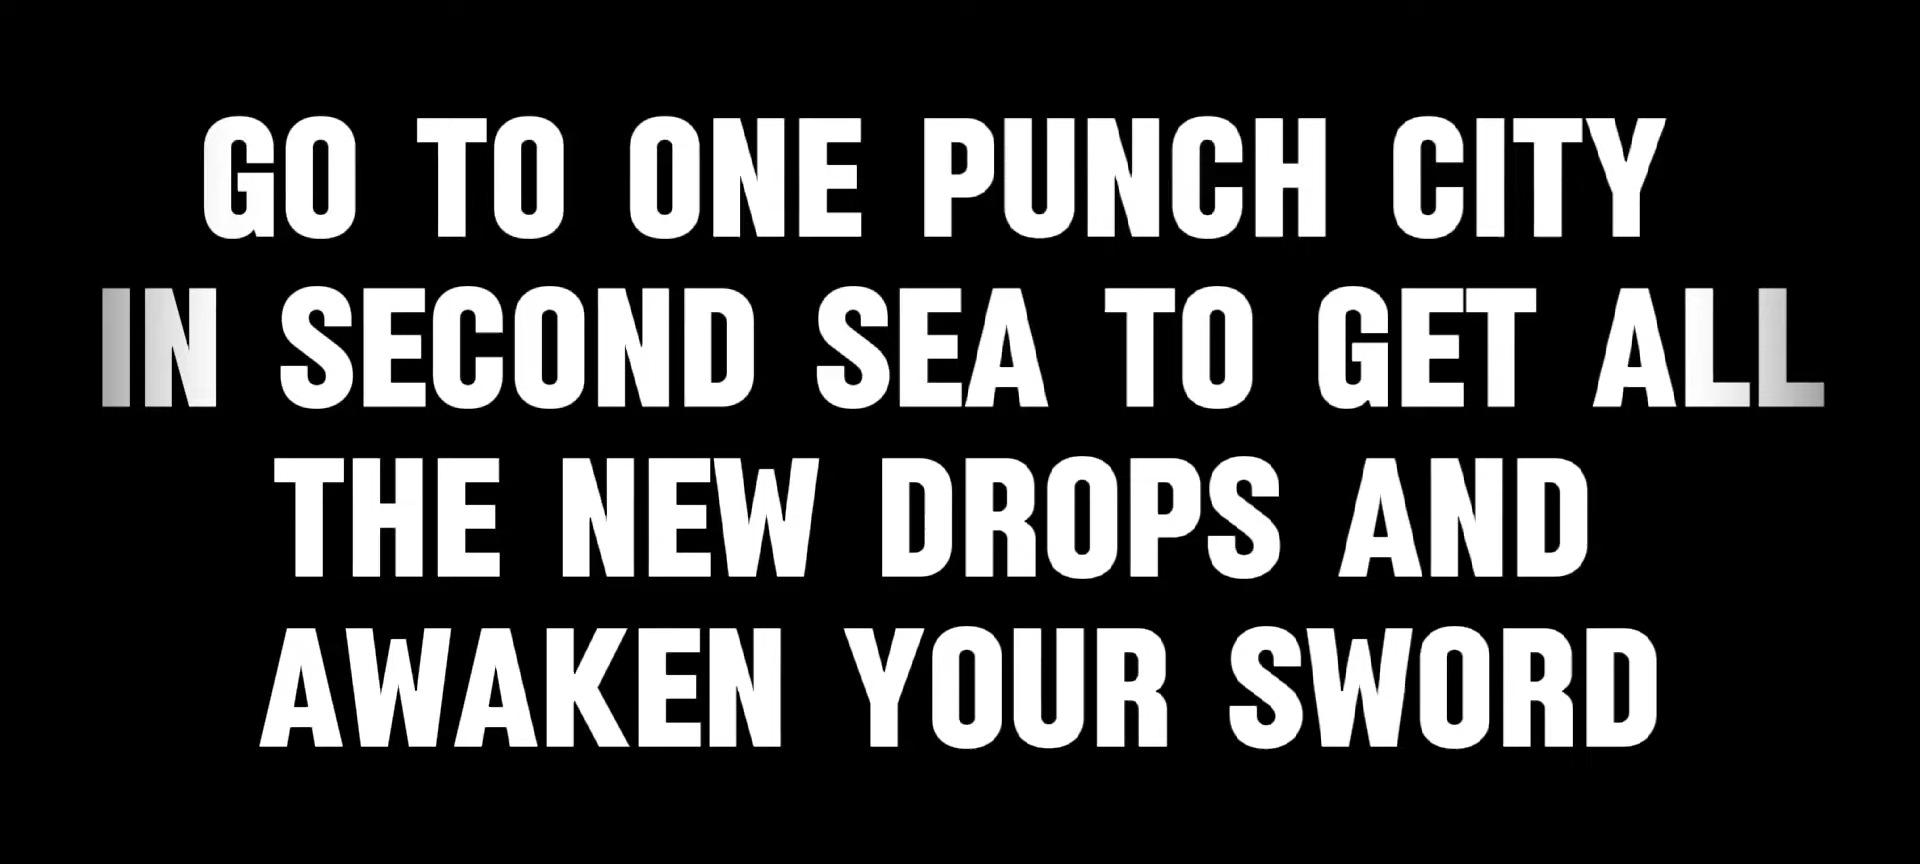 GO TO ONE PUNCH CITY
IN SECOND SEA TO GET ALL
THE NEW DROPS AND
AWAKEN YOUR SWORD